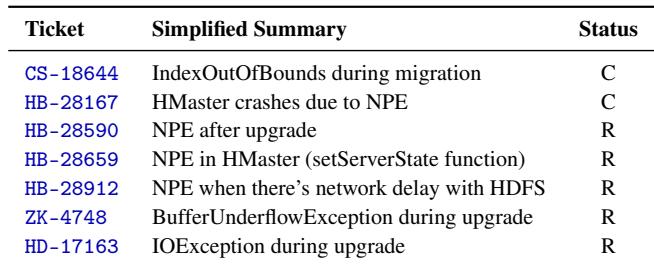 Ticket Simplified Summary Status
CS-18644 IndexOutOfBounds during migration C
HB-28167 HMaster crashes due to NPE C
HB-28590 NPE after upgrade R
HB-28659 NPE in HMaster (setServerState function) R
HB-28912 NPE when there's network delay with HDFS R
ZK-4748 BufferUnderflowException during upgrade R
HD-17163 IOException during upgrade R